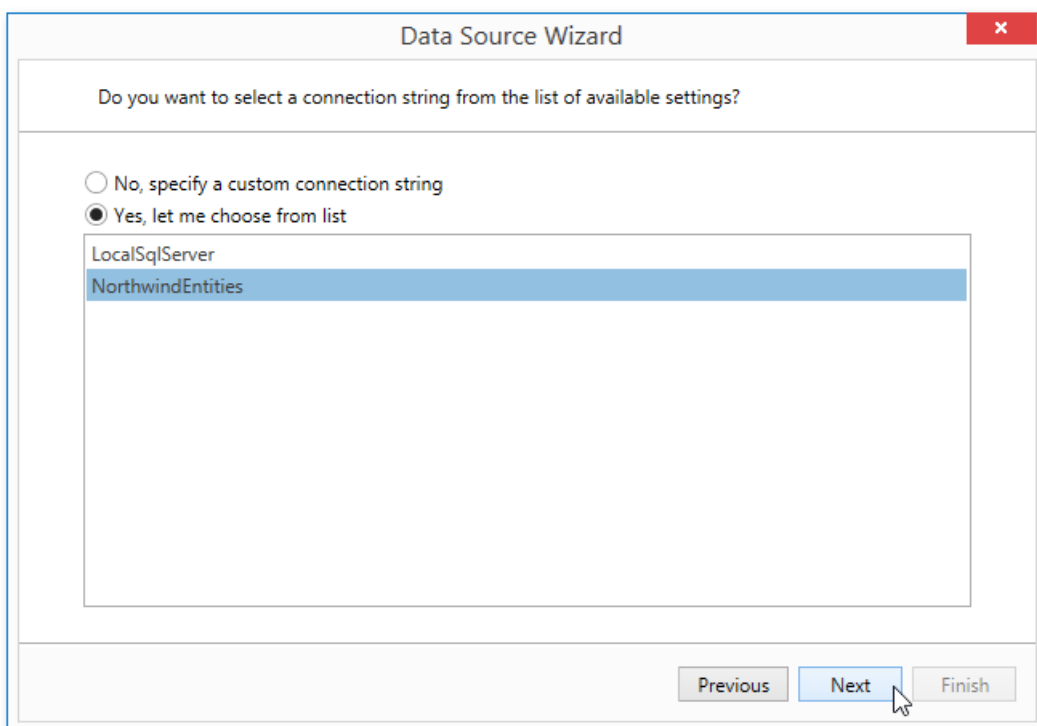 Data Source Wizard
Do you want to select a connection string from the list of available settings?
No, specify a custom connection string
Yes, let me choose from list
LocalSqlServer
NorthwindEntities
Previous Next Finish